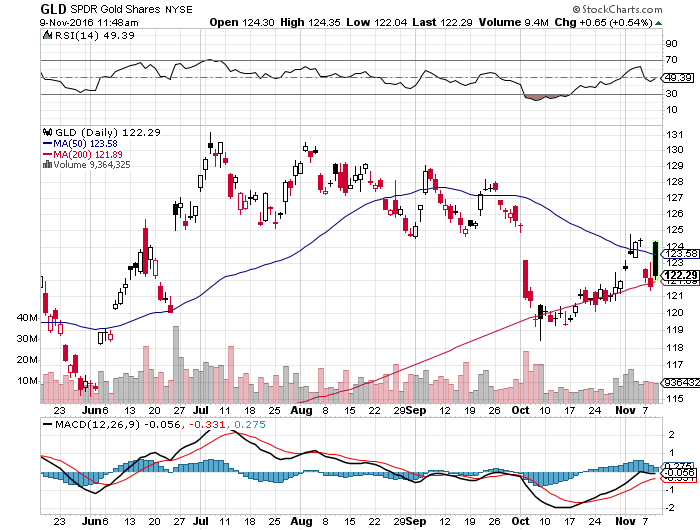 GLD SPDR Gold Shares NYSE © StockCharts.com
9-Nov-2016 11:48am Open 124.30 High 124.35 Low 122.04 Last 122.29 Volume 9.4M Chg +0.65 (+0.54%)
RSI(14) 49.39
90
70
49.39
30
10
GLD (Daily) 122.29
MA(50) 123.58
MA(200) 121.89
Volume 9,364,325
131
130
129
128
127
126
125
124
123.58
123
122.29
121.89
121
120
119
115
40M
30M
20M
10M
9364325
23 Jun 6 13 20 27 Jul 11 18 25 Aug 8 15 22 29 Sep 12 19 26 Oct 10 17 24 Nov 7
MACD(12,26,9) -0.056, -0.331, 0.275
2
1
0.275
-0.056
-0.331
-1
-2
23 Jun 6 13 20 27 Jul 11 18 25 Aug 8 15 22 29 Sep 12 19 26 Oct 10 17 24 Nov 7